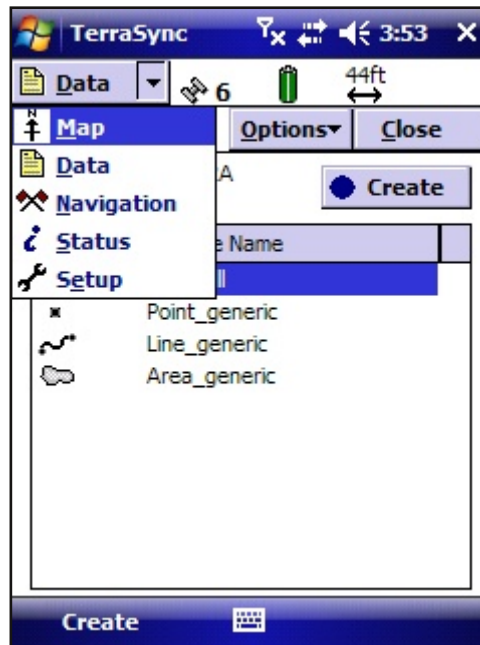 TerraSync 3:53
Data 6 44ft
Map Options Close
Data A Create
Navigation
Status e Name
Setup ll
Point_generic
Line_generic
Area_generic
Create